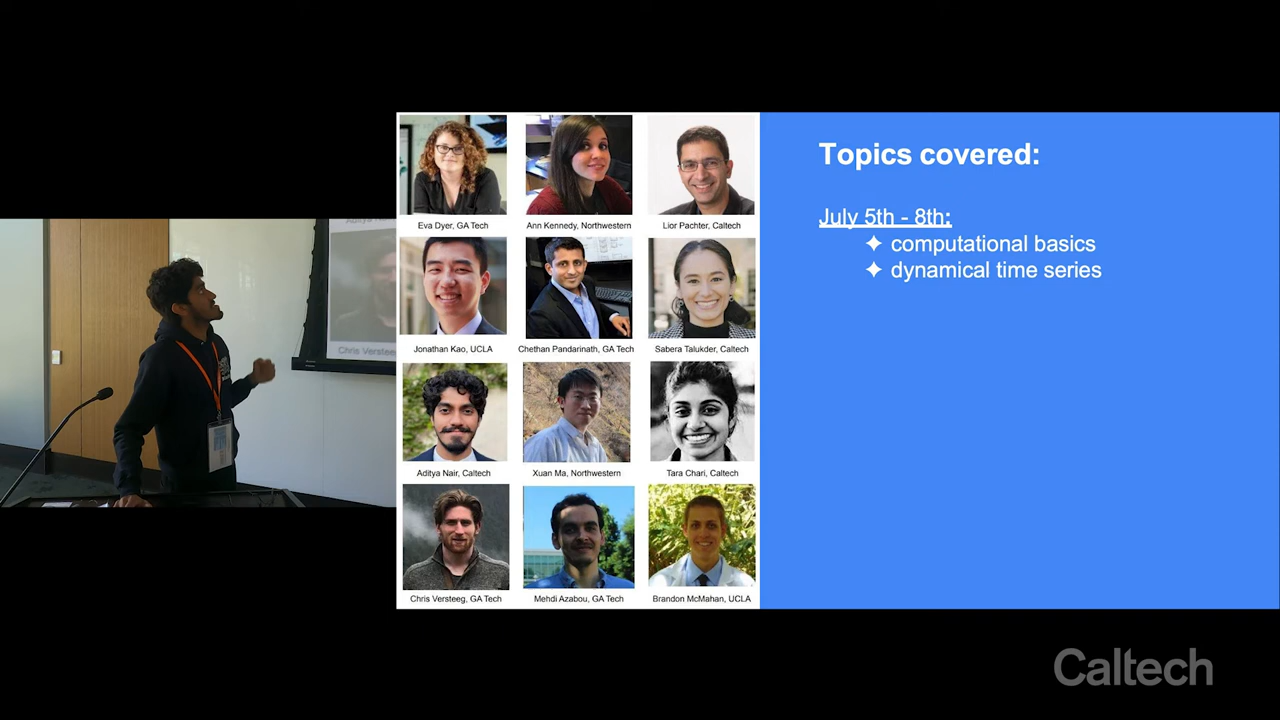 Eva Dyer, GA Tech
Ann Kennedy, Northwestern
Lior Pachter, Caltech
Jonathan Kao, UCLA
Chethan Pandarinath, GA Tech
Sabera Talukder, Caltech
Aditya Nair, Caltech
Xuan Ma, Northwestern
Tara Chari, Caltech
Chris Versteeg, GA Tech
Mehdi Azabou, GA Tech
Brandon McMahan, UCLA
Topics covered:
July 5th - 8th:
✦ computational basics
✦ dynamical time series
Chris Versteeg
Caltech